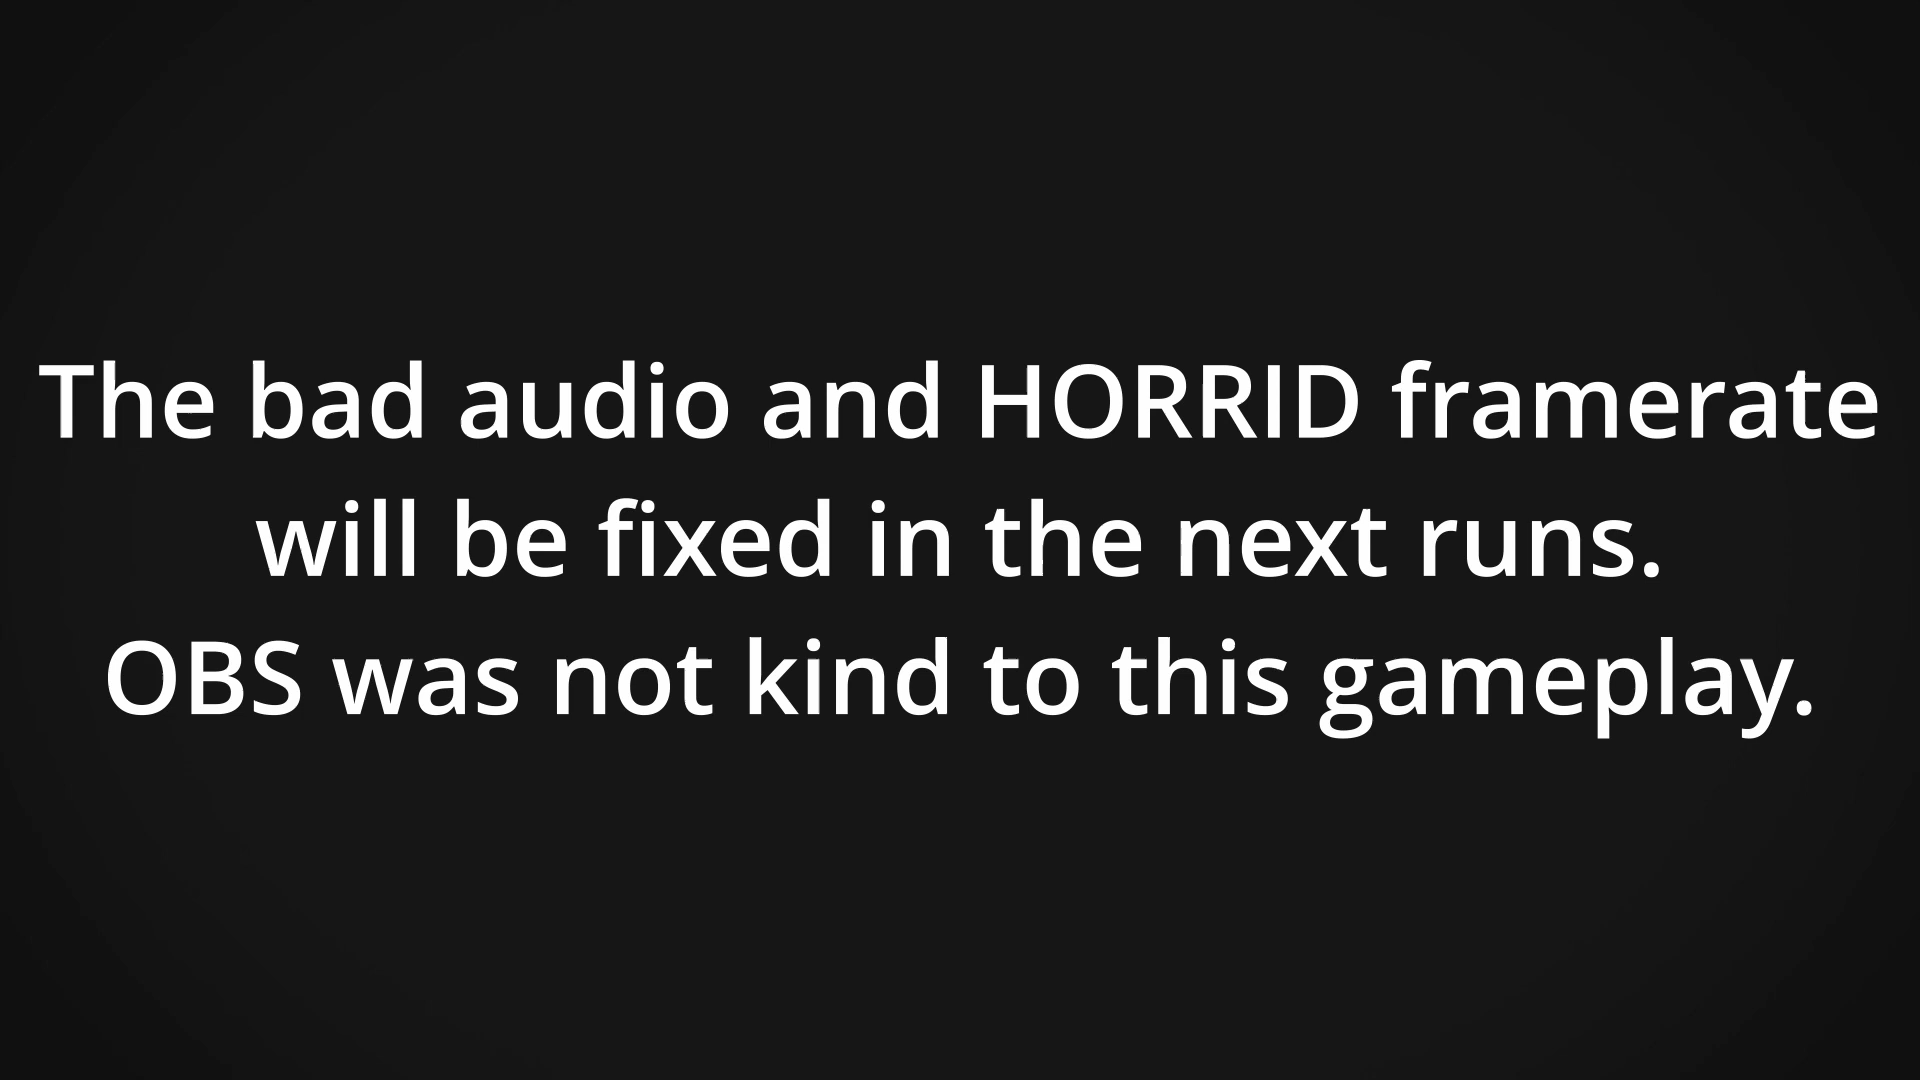 The bad audio and HORRID framerate
will be fixed in the next runs.
OBS was not kind to this gameplay.